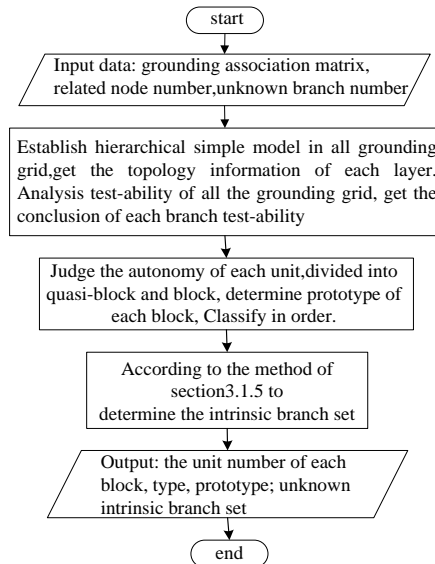 start
Input data: grounding association matrix,
related node number,unknown branch number
Establish hierarchical simple model in all grounding
grid,get the topology information of each layer.
Analysis test-ability of all the grounding grid, get the
conclusion of each branch test-ability
Judge the autonomy of each unit,divided into
quasi-block and block, determine prototype of
each block, Classify in order.
According to the method of
section3.1.5 to
determine the intrinsic branch set
Output: the unit number of each
block, type, prototype; unknown
intrinsic branch set
end